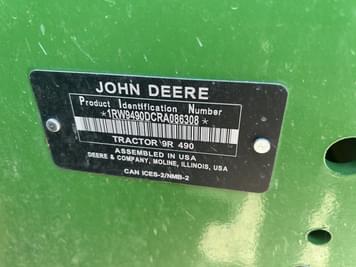 JOHN DEERE
Product Identification Number
*1RW9490DCRA086308*
TRACTOR 9R 490
ASSEMBLED IN USA
DEERE & COMPANY, MOLINE, ILLINOIS, USA
CAN ICES-2/NMB-2